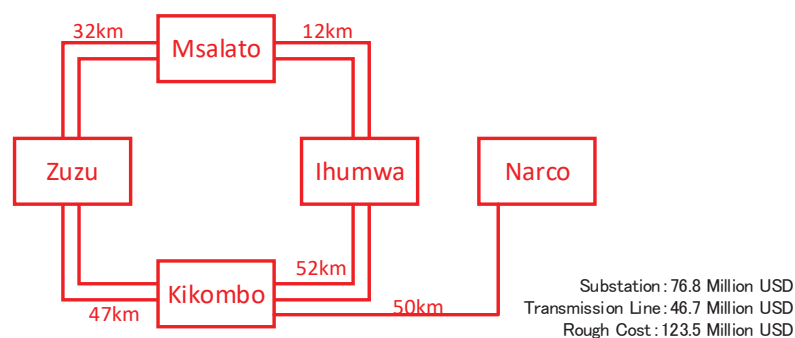 32km
Msalato
12km
Zuzu
Ihumwa
Narco
Kikombo
52km
47km
50km
Substation：76.8 Million USD
Transmission Line：46.7 Million USD
Rough Cost：123.5 Million USD